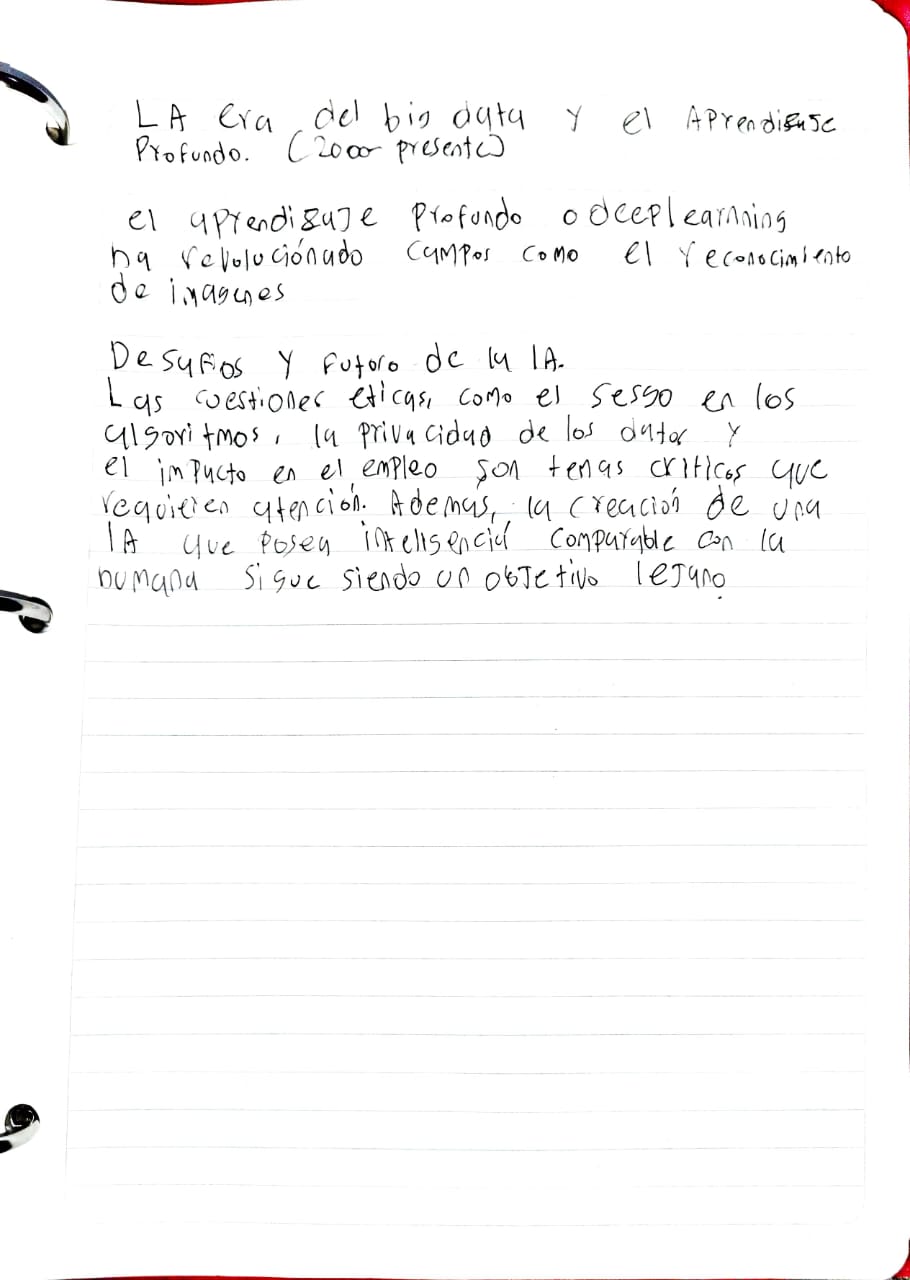 LA era del big data y el Aprendizaje
Profundo. (2000 presente)
el aprendizaje profundo o deeplearnning
ha revoluciónado campos como el reconocimiento
de imagenes
Desafios y futoro de la IA.
Las cuestiones eticas, como el sesgo en los
algoritmos, la privacidad de los datos y
el impacto en el empleo son temas criticos que
requieren atención. Ademas, la creación de una
IA que posea inteligencia comparable con la
humana sigue siendo un objetivo lejano.